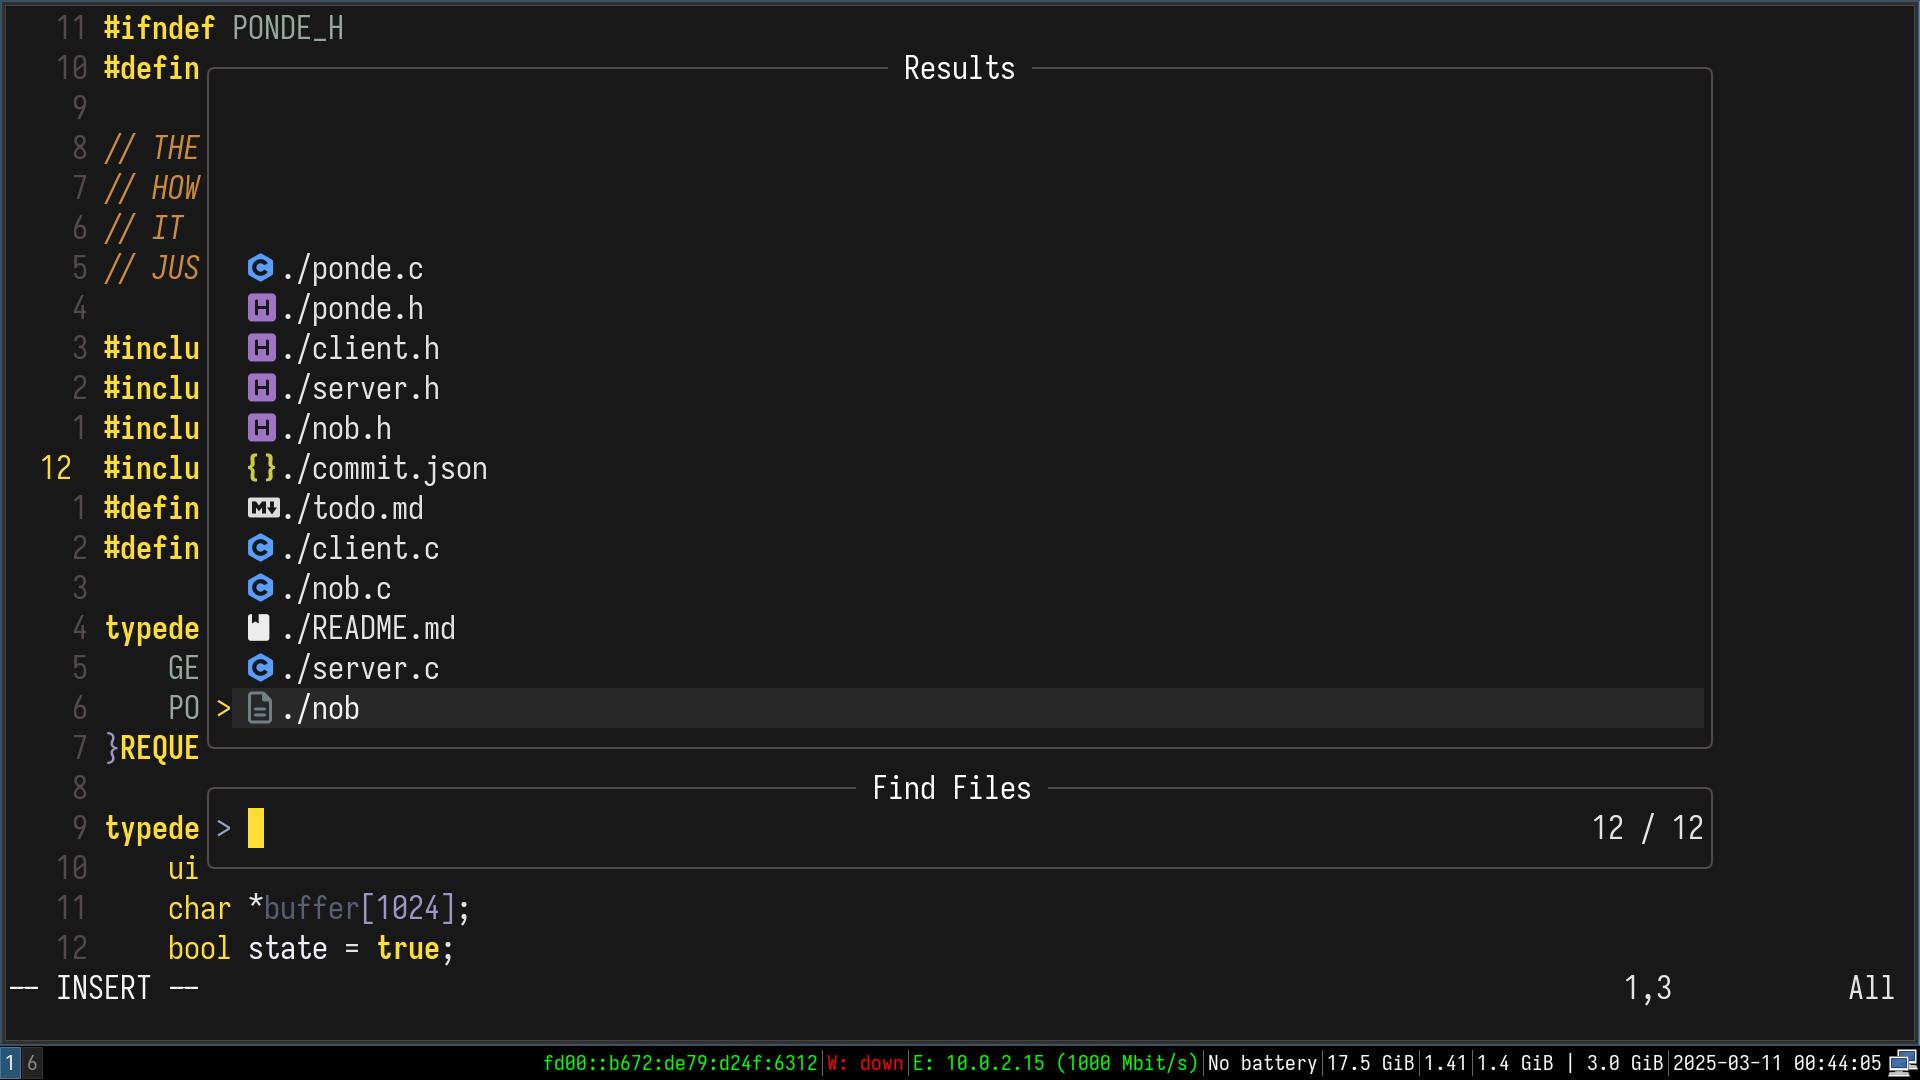 11 #ifndef PONDE_H
10 #defin
Results
9
8 // THE
7 // HOW
6 // IT
5 // JUS
./ponde.c
4
./ponde.h
3 #inclu
./client.h
2 #inclu
./server.h
1 #inclu
./nob.h
12 #inclu
{} ./commit.json
1 #defin
M ./todo.md
2 #defin
./client.c
3
./nob.c
4 typede
./README.md
5 GE
./server.c
6 PO
> ./nob
7 }REQUE
8
Find Files
9 typede
> 12 / 12
10 ui
11 char *buffer[1024];
12 bool state = true;
-- INSERT -- 1,3 All
1 6 fd00::b672:de79:d24f:6312|W: down|E: 10.0.2.15 (1000 Mbit/s)|No battery|17.5 GiB|1.41|1.4 GiB | 3.0 GiB|2025-03-11 00:44:05